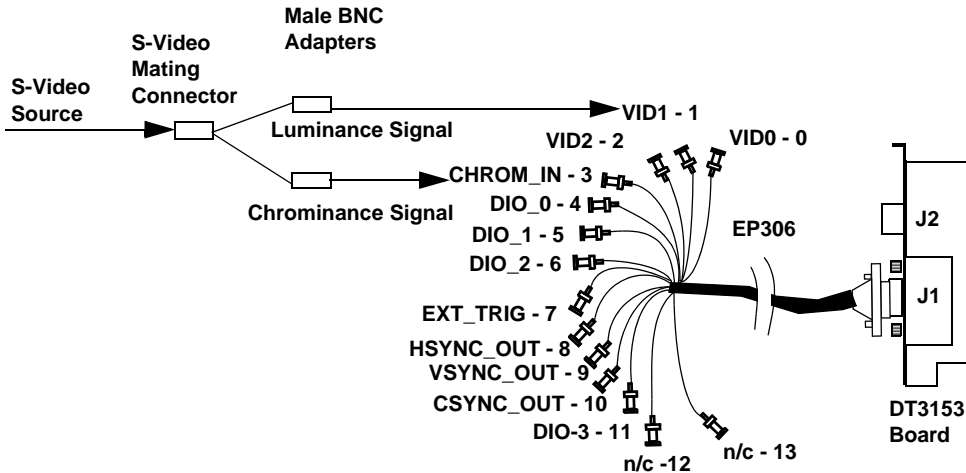 Male BNC
Adapters
S-Video
Mating
Connector
S-Video
Source
Luminance Signal
Chrominance Signal
VID1 - 1
VID2 - 2
VID0 - 0
CHROM_IN - 3
DIO_0 - 4
DIO_1 - 5
DIO_2 - 6
EXT_TRIG - 7
HSYNC_OUT - 8
VSYNC_OUT - 9
CSYNC_OUT - 10
DIO-3 - 11
n/c -12
n/c - 13
EP306
J2
J1
DT3153
Board